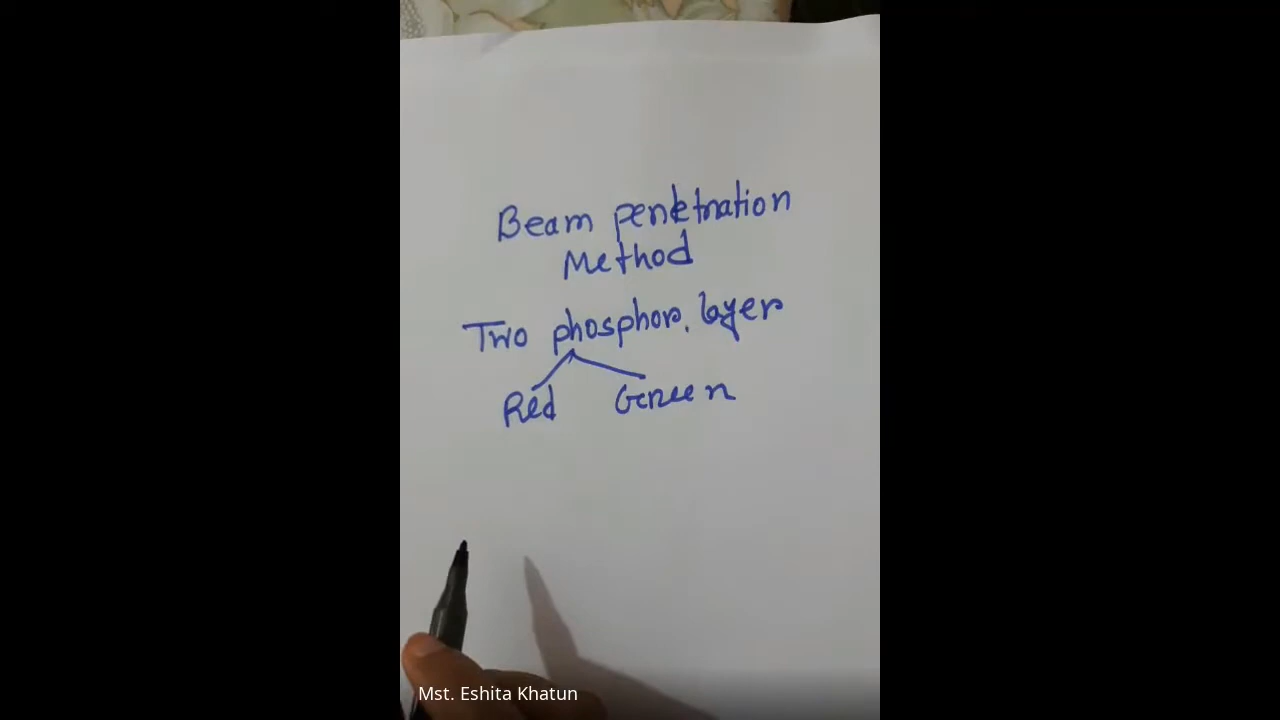 Beam penetration
Method
Two phosphor layer
Red Green
Mst. Eshita Khatun